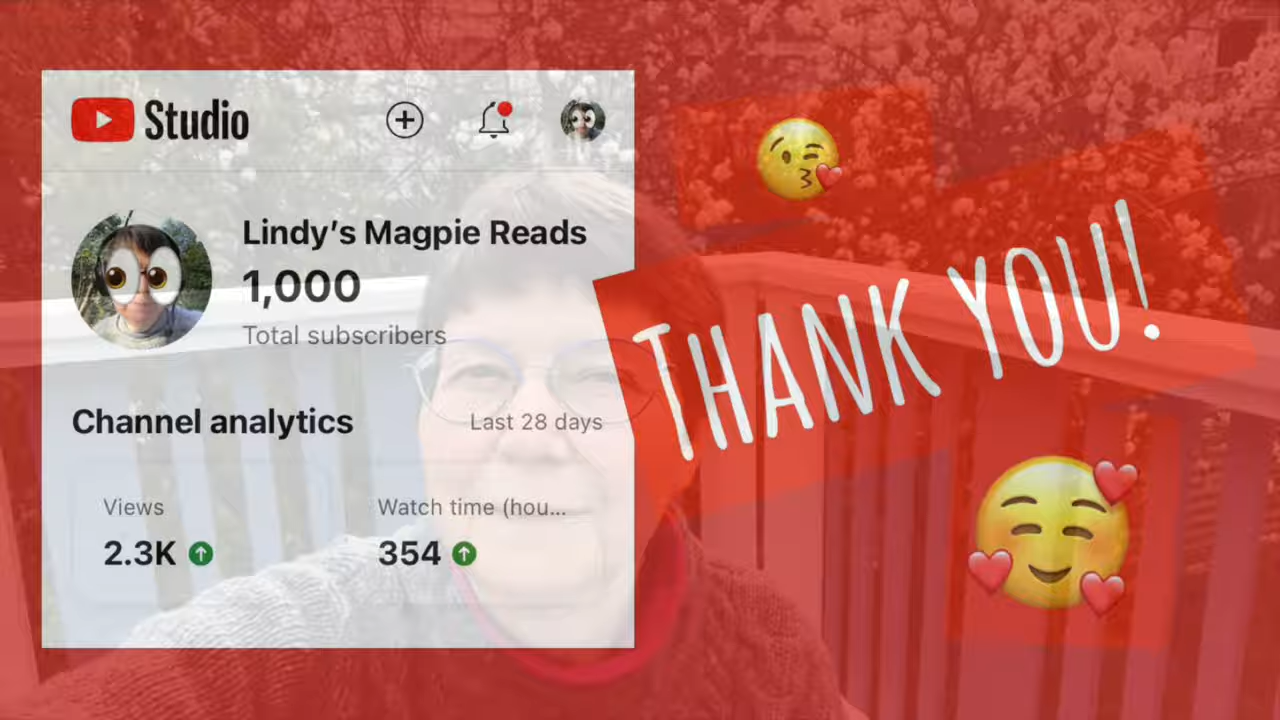 Studio
Lindy’s Magpie Reads
1,000
Total subscribers
Channel analytics
Last 28 days
Views
Watch time (hou...
2.3K
354
THANK YOU!